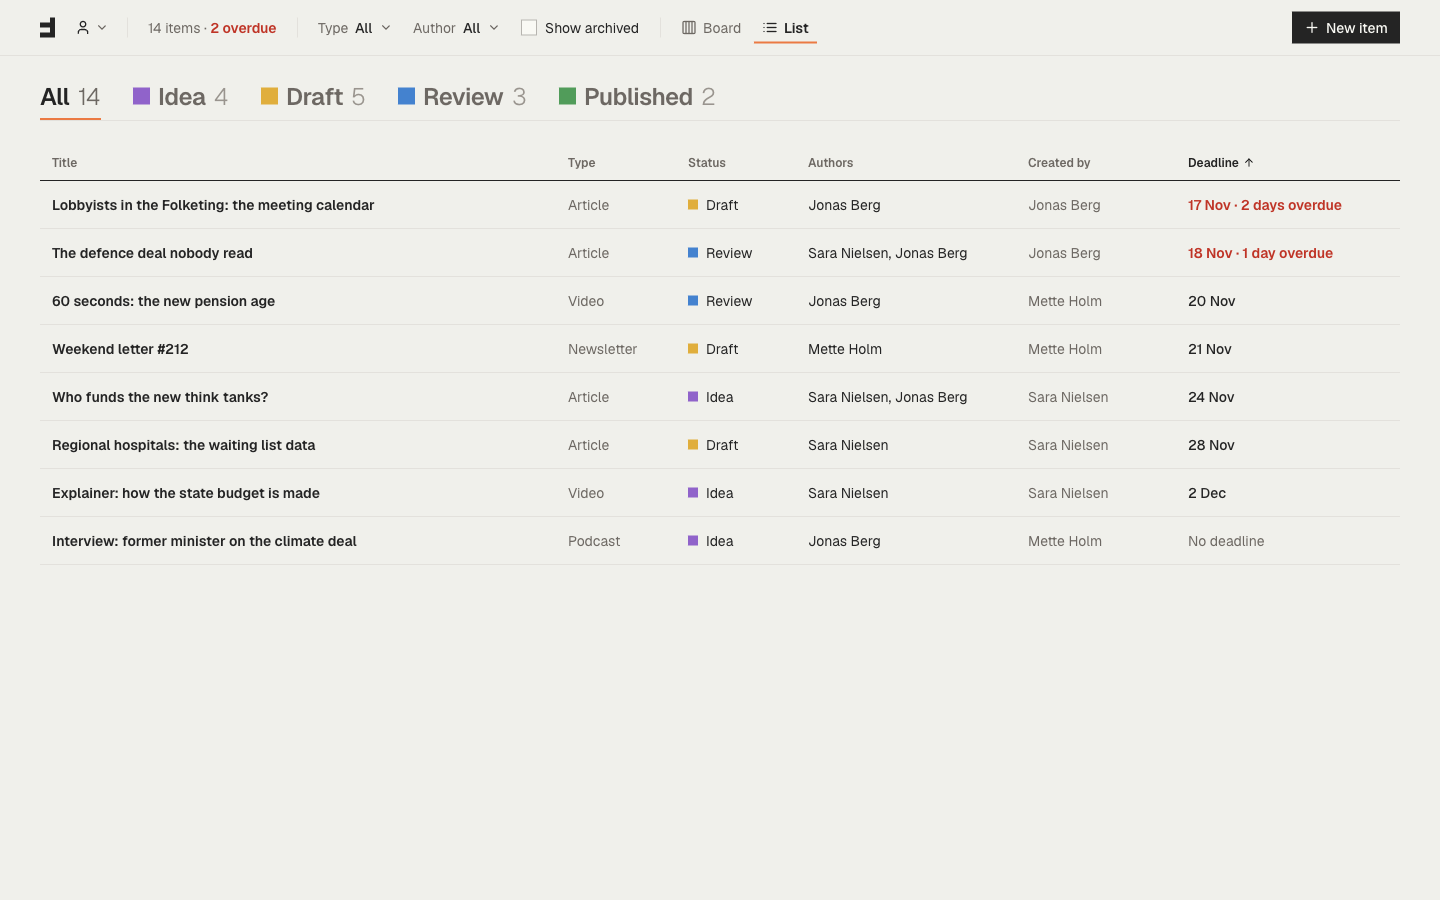 14 items · 2 overdue Type All Author All Show archived Board List New item
All 14 Idea 4 Draft 5 Review 3 Published 2
Title Type Status Authors Created by Deadline ↑
Lobbyists in the Folketing: the meeting calendar Article Draft Jonas Berg Jonas Berg 17 Nov · 2 days overdue
The defence deal nobody read Article Review Sara Nielsen, Jonas Berg Jonas Berg 18 Nov · 1 day overdue
60 seconds: the new pension age Video Review Jonas Berg Mette Holm 20 Nov
Weekend letter #212 Newsletter Draft Mette Holm Mette Holm 21 Nov
Who funds the new think tanks? Article Idea Sara Nielsen, Jonas Berg Sara Nielsen 24 Nov
Regional hospitals: the waiting list data Article Draft Sara Nielsen Sara Nielsen 28 Nov
Explainer: how the state budget is made Video Idea Sara Nielsen Sara Nielsen 2 Dec
Interview: former minister on the climate deal Podcast Idea Jonas Berg Mette Holm No deadline